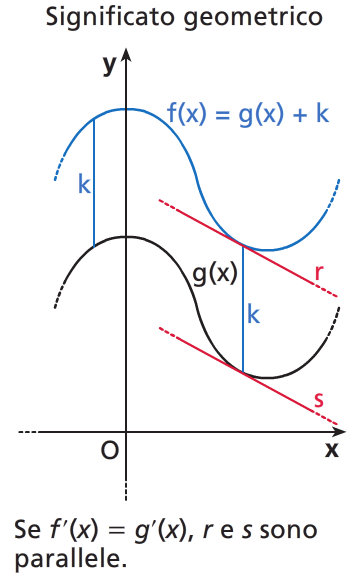 Significato geometrico
y
f(x) = g(x) + k
k
g(x)
r
k
s
O
x
Se f′(x) = g′(x), r e s sono
parallele.